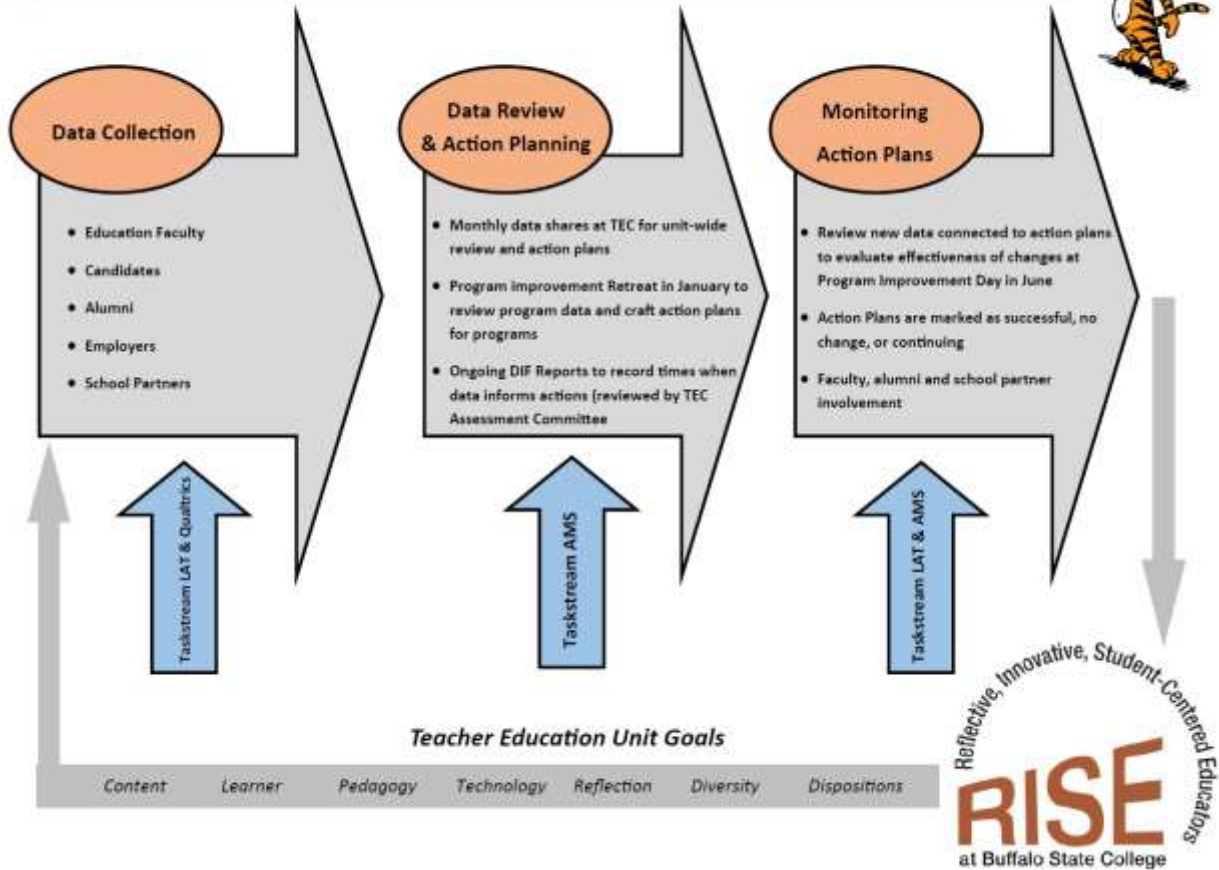 Data Collection
• Education Faculty
• Candidates
• Alumni
• Employers
• School Partners
Data Review
& Action Planning
• Monthly data shares at TEC for unit-wide
review and action plans
• Program improvement Retreat in January to
review program data and craft action plans
for programs
• Ongoing DIF Reports to record times when
data informs actions (reviewed by TEC
Assessment Committee
Monitoring
Action Plans
• Review new data connected to action plans
to evaluate effectiveness of changes at
Program Improvement Day in June
• Action Plans are marked as successful, no
change, or continuing
• Faculty, alumni and school partner
involvement
Taskstream LAT & Qualtrics
Taskstream AMS
Taskstream LAT & AMS
Teacher Education Unit Goals
Content Learner Pedagogy Technology Reflection Diversity Dispositions
Reflective, Innovative, Student-Centered Educators
RISE
at Buffalo State College